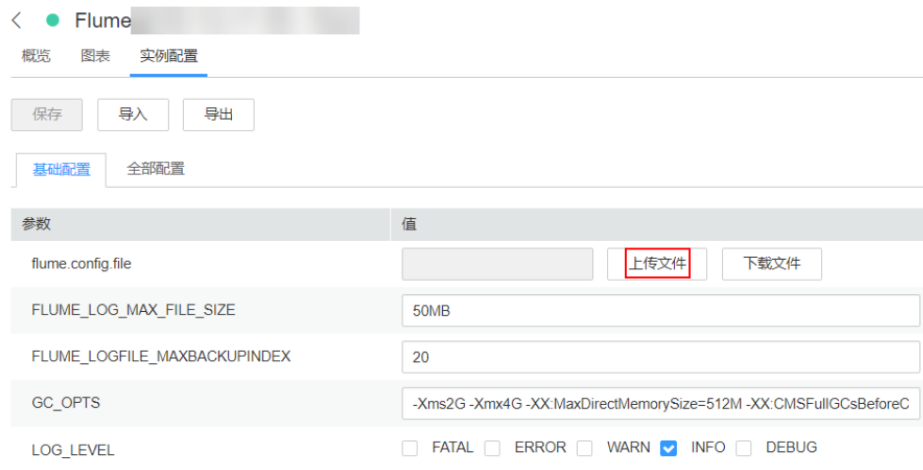 Flume
概览 图表 实例配置
保存 导入 导出
基础配置 全部配置
参数 值
flume.config.file 上传文件 下载文件
FLUME_LOG_MAX_FILE_SIZE 50MB
FLUME_LOGFILE_MAXBACKUPINDEX 20
GC_OPTS -Xms2G -Xmx4G -XX:MaxDirectMemorySize=512M -XX:CMSFullGCsBeforeC
LOG_LEVEL FATAL ERROR WARN INFO DEBUG